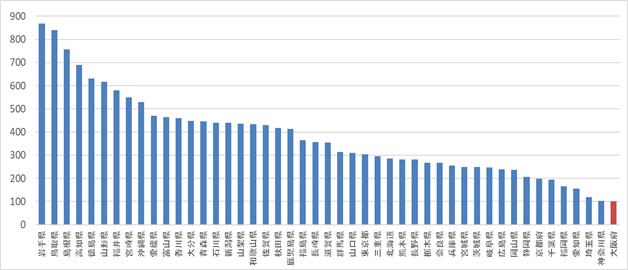 900
800
700
600
500
400
300
200
100
0
岩手県
鳥取県
島根県
高知県
徳島県
山形県
福井県
宮崎県
沖縄県
愛媛県
富山県
香川県
大分県
青森県
石川県
新潟県
山梨県
和歌山県
佐賀県
秋田県
鹿児島県
福島県
長崎県
滋賀県
群馬県
山口県
東京都
三重県
北海道
熊本県
長野県
栃木県
奈良県
兵庫県
宮城県
茨城県
岐阜県
広島県
岡山県
静岡県
京都府
千葉県
福岡県
愛知県
埼玉県
神奈川県
大阪府